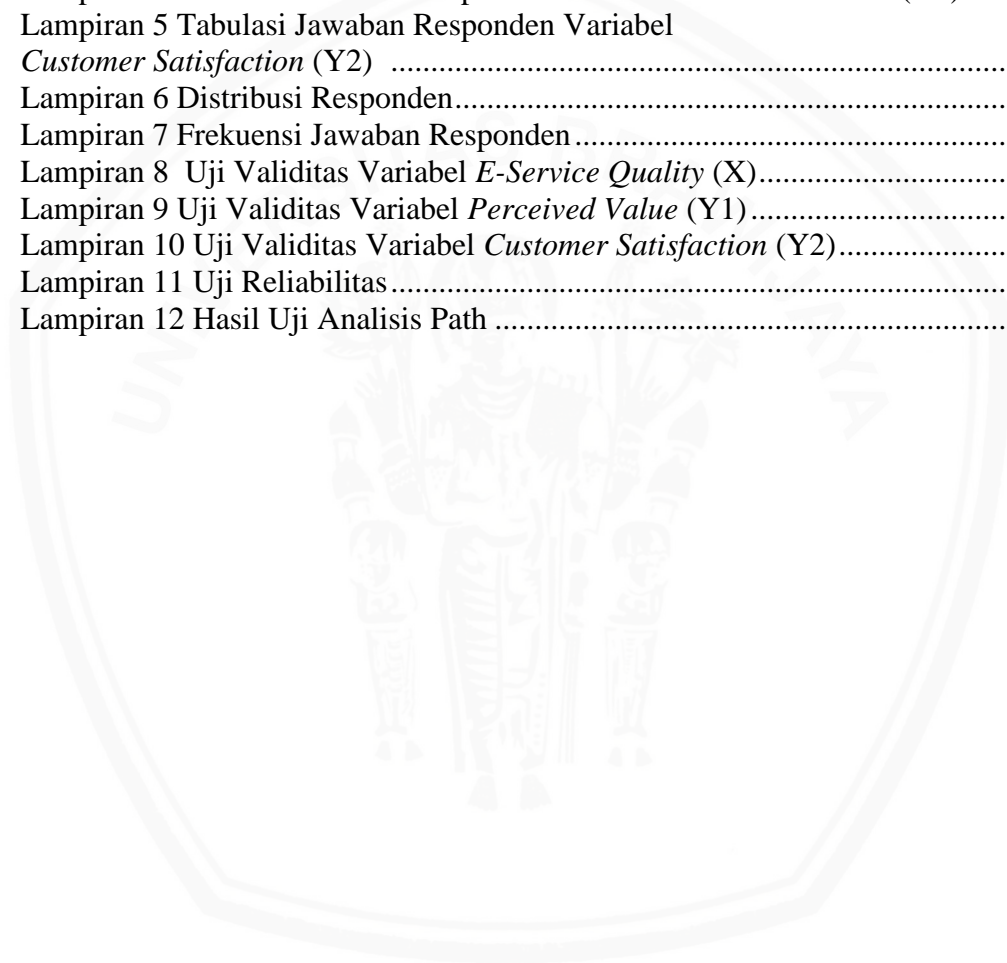 Lampiran 5 Tabulasi Jawaban Responden Variabel
Customer Satisfaction (Y2) ..............................................................................
Lampiran 6 Distribusi Responden......................................................................
Lampiran 7 Frekuensi Jawaban Responden.......................................................
Lampiran 8  Uji Validitas Variabel E-Service Quality (X)................................
Lampiran 9 Uji Validitas Variabel Perceived Value (Y1).................................
Lampiran 10 Uji Validitas Variabel Customer Satisfaction (Y2)......................
Lampiran 11 Uji Reliabilitas..............................................................................
Lampiran 12 Hasil Uji Analisis Path .................................................................